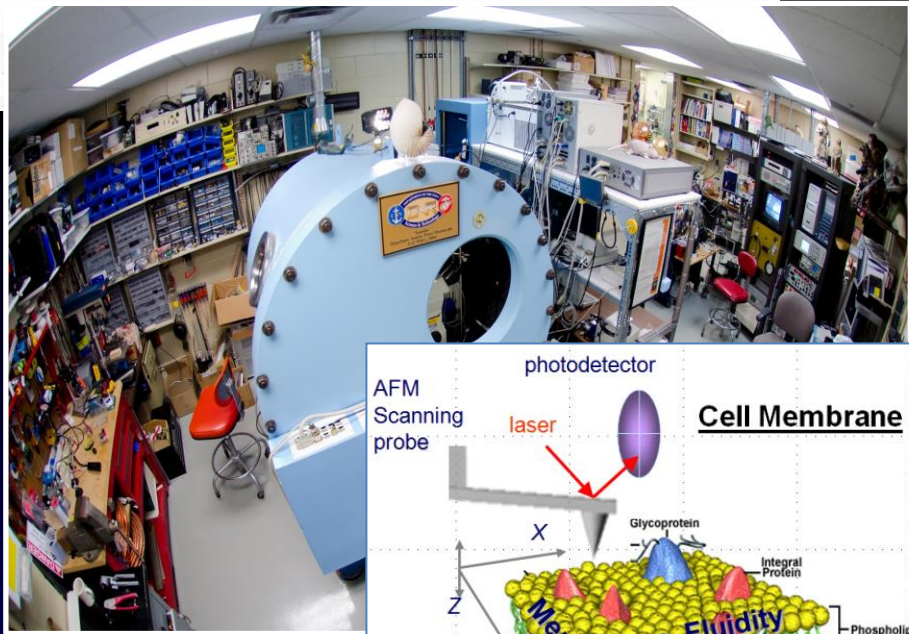 photodetector
AFM
Scanning
probe
Cell Membrane
laser
Glycoprotein
X
Integral
Protein
Z
Fluidity